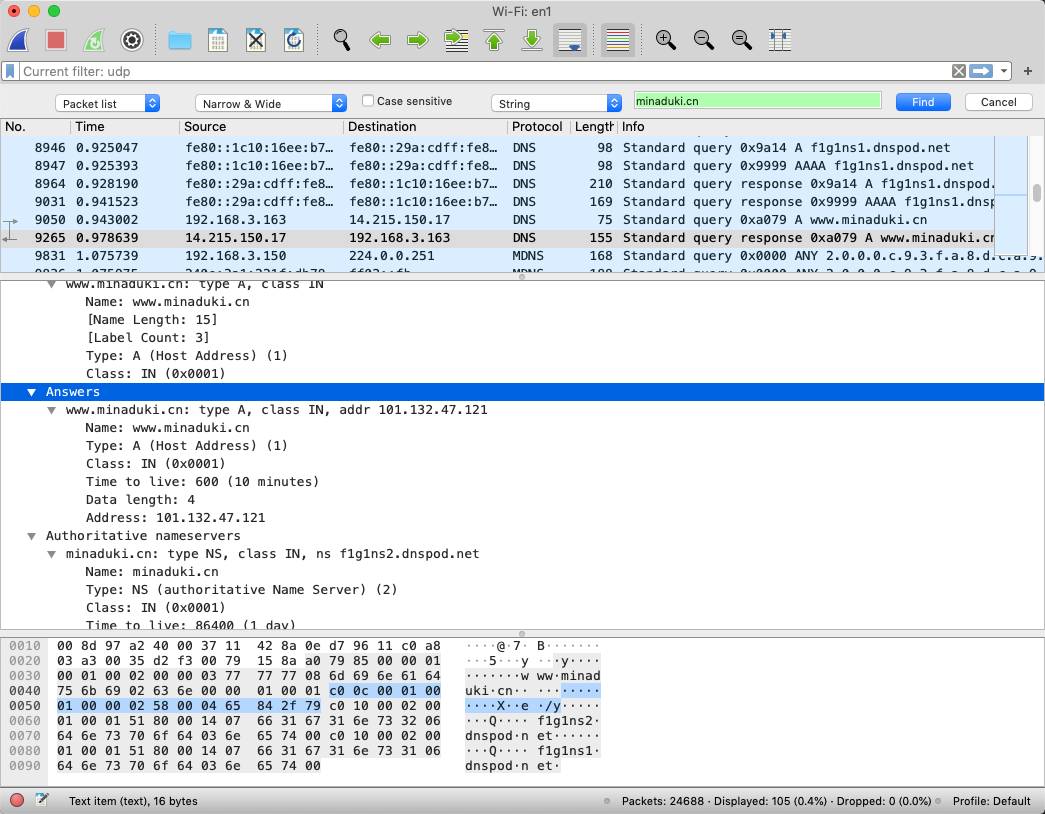 Wi-Fi: en1
Current filter: udp
Packet list Narrow & Wide Case sensitive String minaduki.cn Find Cancel
No. Time Source Destination Protocol Length Info
8946 0.925047 fe80::1c10:16ee:b7… fe80::29a:cdff:fe8… DNS 98 Standard query 0x9a14 A f1g1ns1.dnspod.net
8947 0.925393 fe80::1c10:16ee:b7… fe80::29a:cdff:fe8… DNS 98 Standard query 0x9999 AAAA f1g1ns1.dnspod.net
8964 0.928190 fe80::29a:cdff:fe8… fe80::1c10:16ee:b7… DNS 210 Standard query response 0x9a14 A f1g1ns1.dnspod.
9031 0.941523 fe80::29a:cdff:fe8… fe80::1c10:16ee:b7… DNS 169 Standard query response 0x9999 AAAA f1g1ns1.dnsp
9050 0.943002 192.168.3.163 14.215.150.17 DNS 75 Standard query 0xa079 A www.minaduki.cn
9265 0.978639 14.215.150.17 192.168.3.163 DNS 155 Standard query response 0xa079 A www.minaduki.cn
9831 1.075739 192.168.3.150 224.0.0.251 MDNS 168 Standard query 0x0000 ANY 2.0.0.0.c.9.3.f.a.8.d.c.a.9.
www.minaduki.cn: type A, class IN
Name: www.minaduki.cn
[Name Length: 15]
[Label Count: 3]
Type: A (Host Address) (1)
Class: IN (0x0001)
Answers
www.minaduki.cn: type A, class IN, addr 101.132.47.121
Name: www.minaduki.cn
Type: A (Host Address) (1)
Class: IN (0x0001)
Time to live: 600 (10 minutes)
Data length: 4
Address: 101.132.47.121
Authoritative nameservers
minaduki.cn: type NS, class IN, ns f1g1ns2.dnspod.net
Name: minaduki.cn
Type: NS (authoritative Name Server) (2)
Class: IN (0x0001)
Time to live: 86400 (1 day)
0010 00 8d 97 a2 40 00 37 11 42 8a 0e d7 96 11 c0 a8 ····@·7· B·······
0020 03 a3 00 35 d2 f3 00 79 15 8a a0 79 85 00 00 01 ···5···y ···y····
0030 00 01 00 02 00 00 03 77 77 77 08 6d 69 6e 61 64 ·······w ww·minad
0040 75 6b 69 02 63 6e 00 00 01 00 01 c0 0c 00 01 00 uki·cn·· ········
0050 01 00 00 02 58 00 04 65 84 2f 79 c0 10 00 02 00 ····X··e ·/y·····
0060 01 00 01 51 80 00 14 07 66 31 67 31 6e 73 32 06 ···Q···· f1g1ns2·
0070 64 6e 73 70 6f 64 03 6e 65 74 00 c0 10 00 02 00 dnspod·n et······
0080 01 00 01 51 80 00 14 07 66 31 67 31 6e 73 31 06 ···Q···· f1g1ns1·
0090 64 6e 73 70 6f 64 03 6e 65 74 00 dnspod·n et·
Text item (text), 16 bytes Packets: 24688 · Displayed: 105 (0.4%) · Dropped: 0 (0.0%) Profile: Default